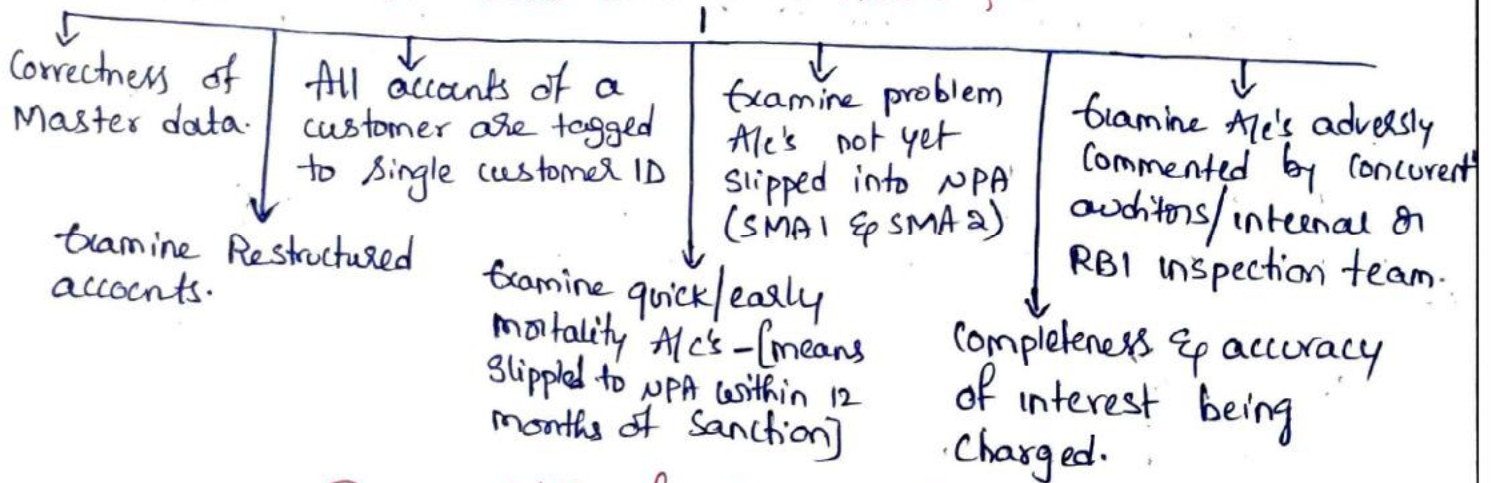 Correctness of
Master data.
Examine Restructured
accocnts.
All accounts of a
customer are tagged
to single customer ID
Examine quick/early
mortality A/c's - [means
slippled to NPA within 12
months of Sanction]
Examine problem
A/c's not yet
slipped into NPA
(SMA1 & SMA2)
Completeness & accuracy
of interest being
charged.
Examine A/c's adversly
commented by concurent
auditors/internal or
RBI inspection team.